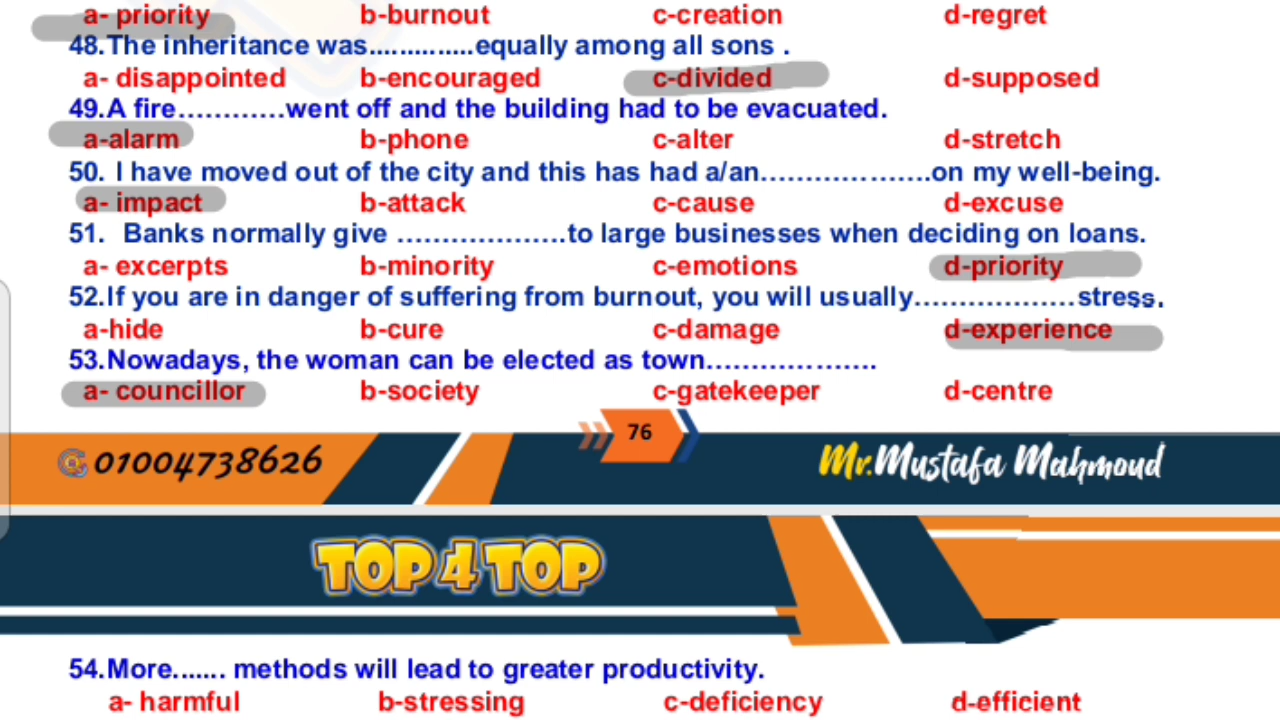 a- priority b-burnout c-creation d-regret
48.The inheritance was..............equally among all sons .
a- disappointed b-encouraged c-divided d-supposed
49.A fire…………went off and the building had to be evacuated.
a-alarm b-phone c-alter d-stretch
50. I have moved out of the city and this has had a/an……………….on my well-being.
a- impact b-attack c-cause d-excuse
51. Banks normally give ……………….to large businesses when deciding on loans.
a- excerpts b-minority c-emotions d-priority
52.If you are in danger of suffering from burnout, you will usually………………stress.
a-hide b-cure c-damage d-experience
53.Nowadays, the woman can be elected as town……………….
a- councillor b-society c-gatekeeper d-centre
76
01004738626 Mr.Mustafa Mahmoud
TOP 4 TOP
54.More....... methods will lead to greater productivity.
a- harmful b-stressing c-deficiency d-efficient